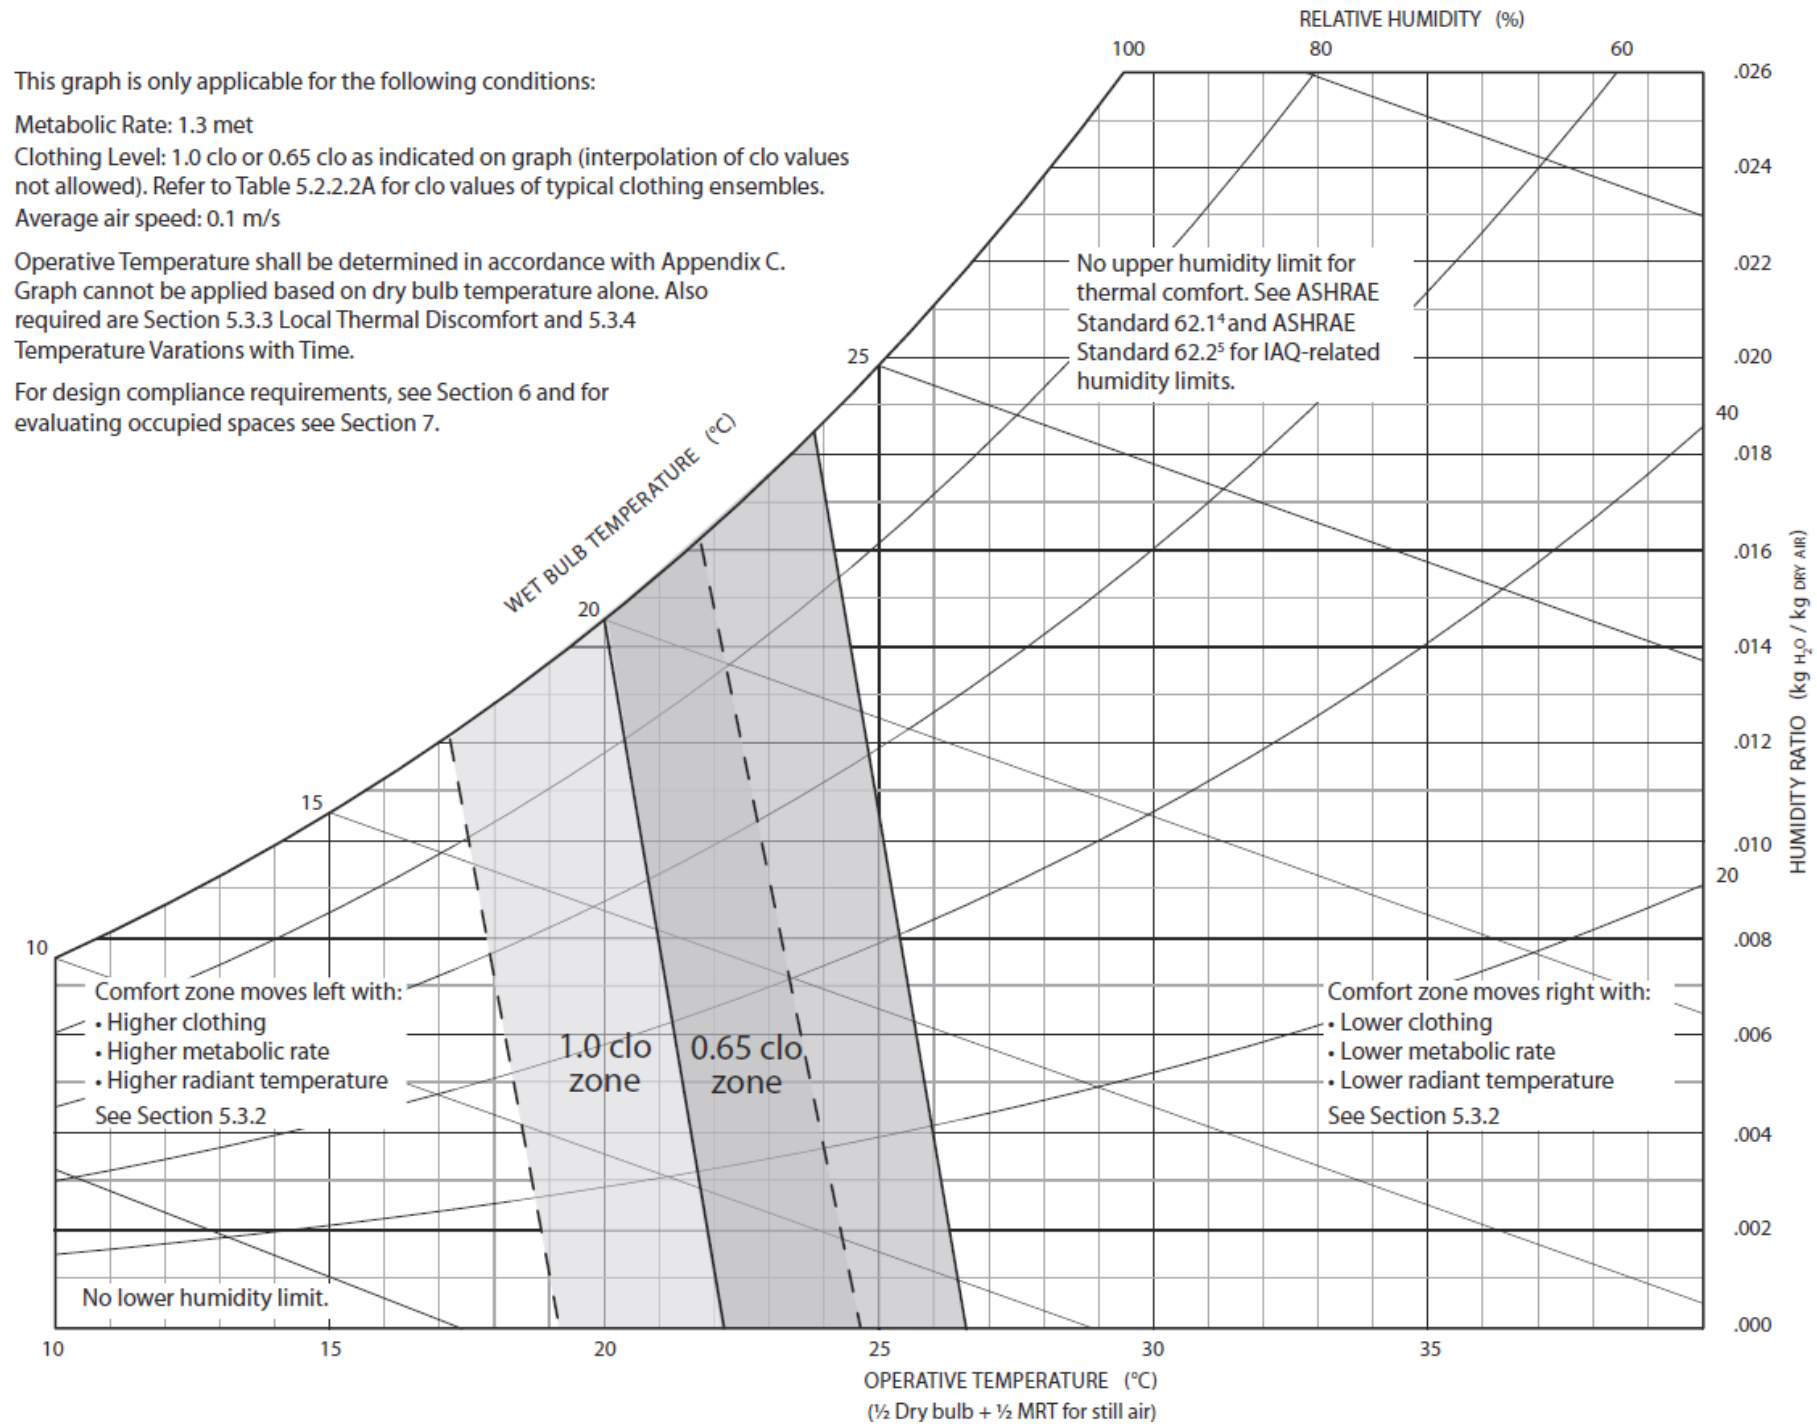 RELATIVE HUMIDITY (%)
100 80 60
This graph is only applicable for the following conditions:
Metabolic Rate: 1.3 met
Clothing Level: 1.0 clo or 0.65 clo as indicated on graph (interpolation of clo values
not allowed). Refer to Table 5.2.2.2A for clo values of typical clothing ensembles.
Average air speed: 0.1 m/s
Operative Temperature shall be determined in accordance with Appendix C.
Graph cannot be applied based on dry bulb temperature alone. Also
required are Section 5.3.3 Local Thermal Discomfort and 5.3.4
Temperature Varations with Time.
For design compliance requirements, see Section 6 and for
evaluating occupied spaces see Section 7.
No upper humidity limit for
thermal comfort. See ASHRAE
Standard 62.1⁴ and ASHRAE
Standard 62.2⁵ for IAQ-related
humidity limits.
WET BULB TEMPERATURE (°C)
25
20
15
10
40
20
.026
.024
.022
.020
.018
.016
.014
.012
.010
.008
.006
.004
.002
.000
HUMIDITY RATIO (kg H₂O / kg DRY AIR)
Comfort zone moves left with:
• Higher clothing
• Higher metabolic rate
• Higher radiant temperature
See Section 5.3.2
1.0 clo
zone
0.65 clo
zone
Comfort zone moves right with:
• Lower clothing
• Lower metabolic rate
• Lower radiant temperature
See Section 5.3.2
No lower humidity limit.
10 15 20 25 30 35
OPERATIVE TEMPERATURE (°C)
(½ Dry bulb + ½ MRT for still air)